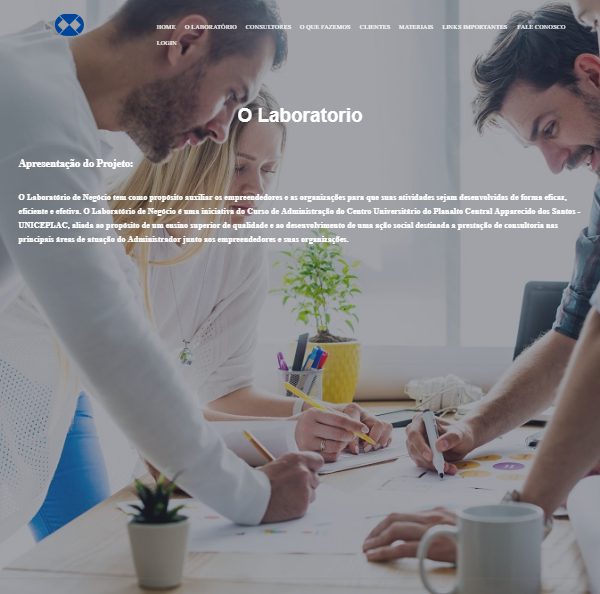 HOME O LABORATÓRIO CONSULTORES O QUE FAZEMOS CLIENTES MATERIAIS LINKS IMPORTANTES FALE CONOSCO
LOGIN
O Laboratorio
Apresentação do Projeto:
O Laboratório de Negócio tem como propósito auxiliar os empreendedores e as organizações para que suas atividades sejam desenvolvidas de forma eficaz,
eficiente e efetiva. O Laboratório de Negócio é uma iniciativa do Curso de Administração do Centro Universitário do Planalto Central Apparecido dos Santos -
UNICEPLAC, aliada ao propósito de um ensino superior de qualidade e ao desenvolvimento de uma ação social destinada a prestação de consultoria nas
principais áreas de atuação do Administrador junto aos empreendedores e suas organizações.